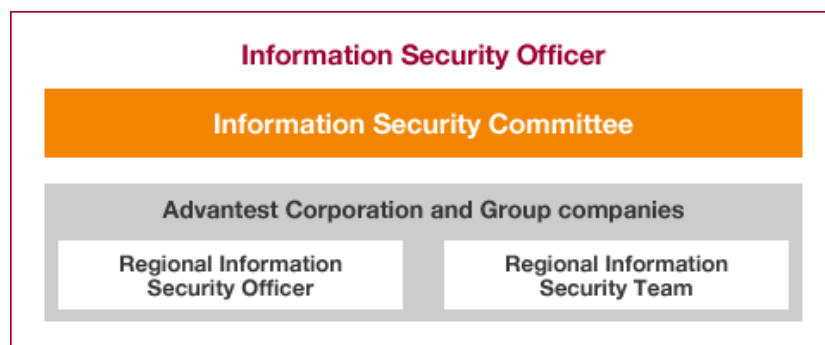 Information Security Officer
Information Security Committee
Advantest Corporation and Group companies
Regional Information
Security Officer
Regional Information
Security Team